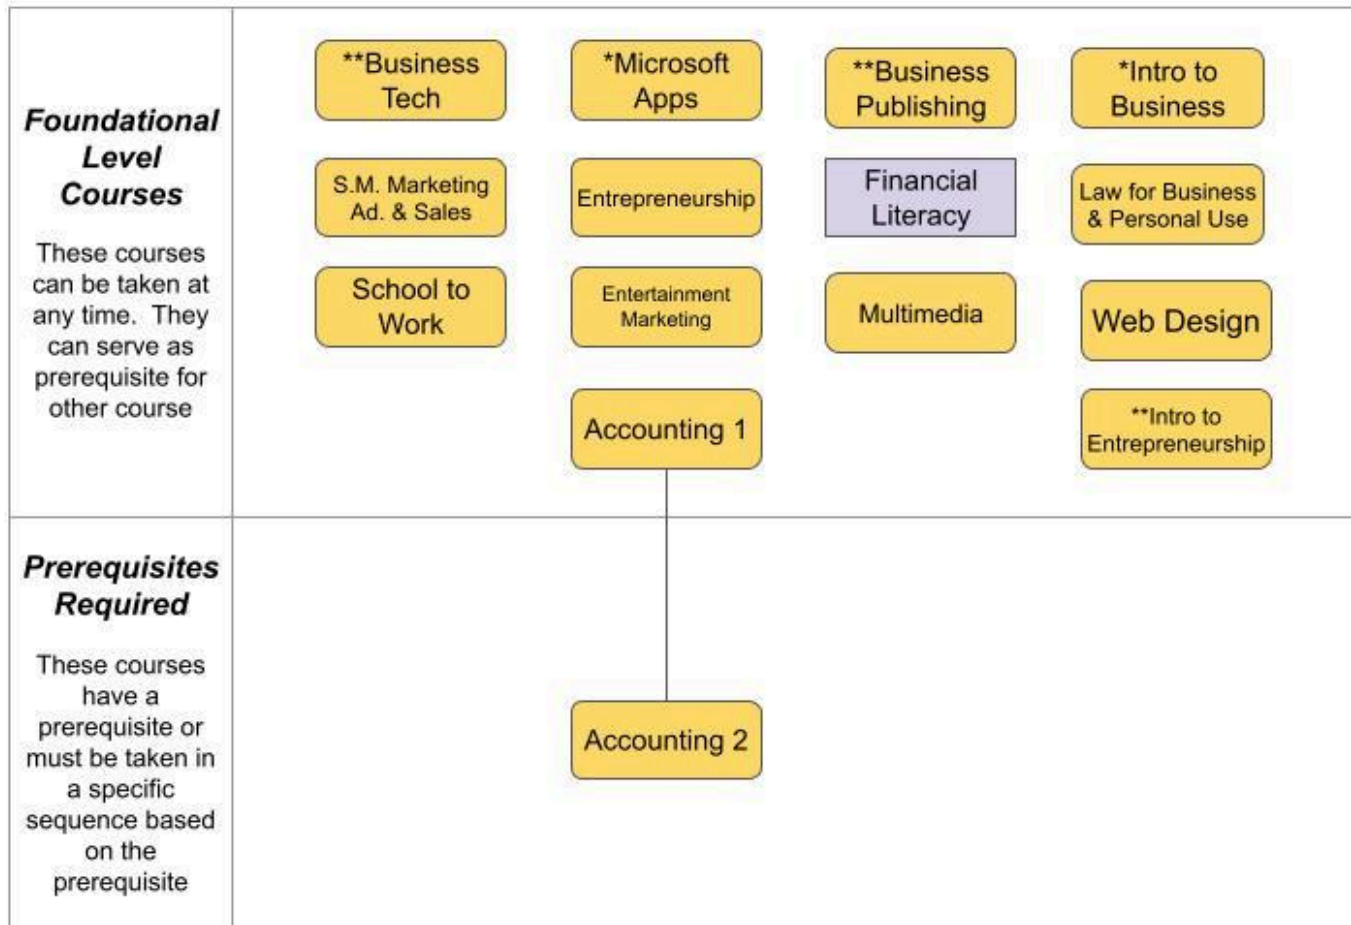 Foundational
Level
Courses
These courses
can be taken at
any time.  They
can serve as
prerequisite for
other course
**Business
Tech
*Microsoft
Apps
**Business
Publishing
*Intro to
Business
S.M. Marketing
Ad. & Sales
Entrepreneurship
Financial
Literacy
Law for Business
& Personal Use
School to
Work
Entertainment
Marketing
Multimedia
Web Design
Accounting 1
**Intro to
Entrepreneurship
Prerequisites
Required
These courses
have a
prerequisite or
must be taken in
a specific
sequence based
on the
prerequisite
Accounting 2